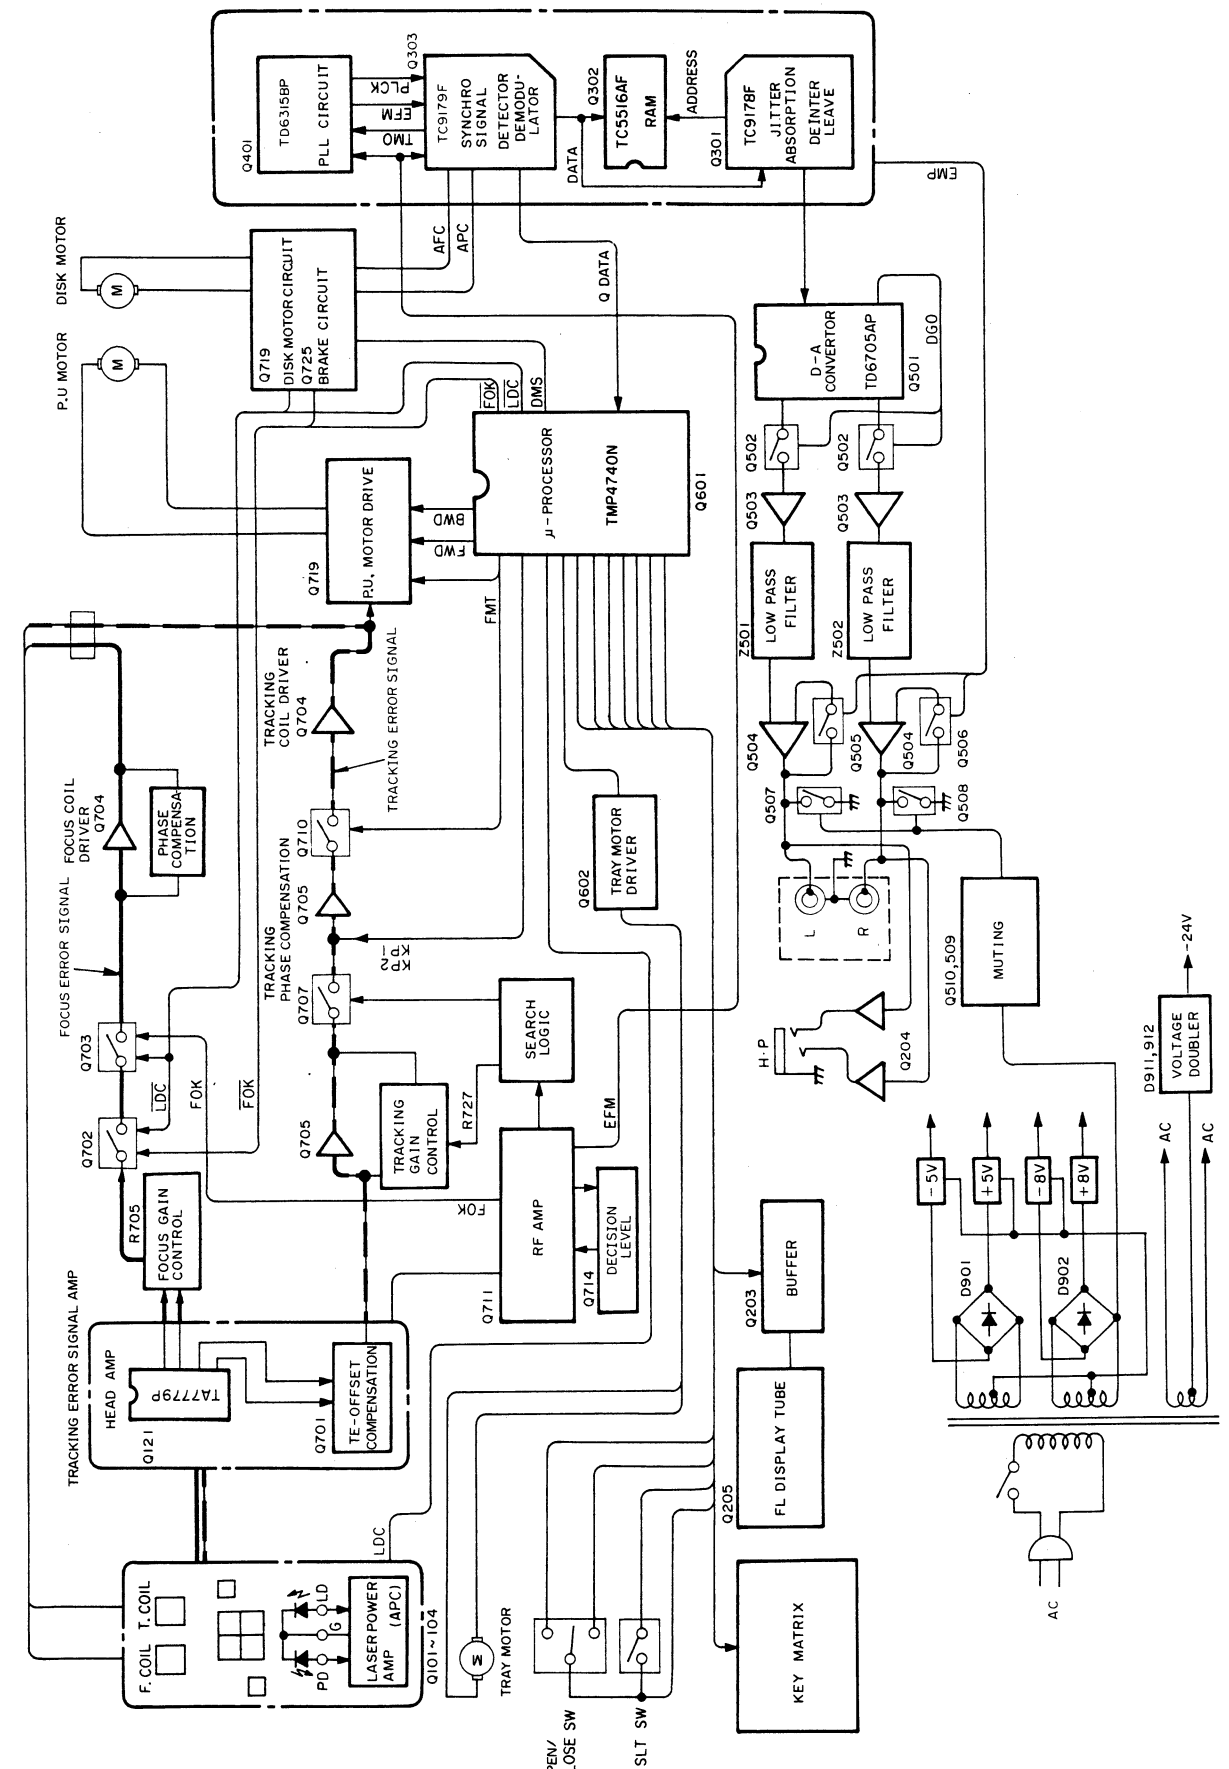 Q401
TD6315BP
PLL CIRCUIT
PLCK
EFM
TMO
Q303
TC9179F
SYNCHRO
SIGNAL
DETECTOR
DEMODU-
LATOR
DATA
Q302
TC5516AF
RAM
ADDRESS
Q301
TC9178F
JITTER
ABSORPTION
DEINTER
LEAVE
EMP
DISK MOTOR
M
P.U MOTOR
M
Q719
DISK MOTOR CIRCUIT
Q725
BRAKE CIRCUIT
AFC
APC
Q DATA
FOK
LDC
DMS
Q719
P.U. MOTOR DRIVE
BWD
FWD
FMT
μ-PROCESSOR
TMP4740N
Q601
D-A
CONVERTOR
TD6705AP
Q501
DGO
Q502
Q502
Q503
Q503
Z501
LOW PASS
FILTER
Z502
LOW PASS
FILTER
Q504
Q505
Q504
Q506
Q507
Q508
L
R
H·P
Q204
Q510,509
MUTING
FOCUS COIL
DRIVER
Q704
PHASE
COMPENSA-
TION
FOCUS ERROR SIGNAL
Q703
Q702
LDC
FOK
FOK
R705
FOCUS GAIN
CONTROL
TRACKING
COIL DRIVER
Q704
TRACKING ERROR SIGNAL
Q710
TRACKING
PHASE COMPENSATION
Q705
KP1
KP2
Q707
Q705
TRACKING
GAIN
CONTROL
R727
SEARCH
LOGIC
Q602
TRAY MOTOR
DRIVER
EFM
FOK
Q711
RF AMP
Q714
DECISION
LEVEL
TRACKING ERROR SIGNAL AMP
HEAD AMP
TA7779P
Q121
Q701
TE-OFFSET
COMPENSATION
F. COIL
T. COIL
PD
G
LD
LASER POWER
AMP (APC)
Q101~104
LDC
M
TRAY MOTOR
PEN/
LOSE SW
SLT SW
Q203
BUFFER
Q205
FL DISPLAY TUBE
KEY MATRIX
D911,912
VOLTAGE
DOUBLER
-24V
AC
AC
-5V
+5V
-8V
+8V
D901
D902
AC